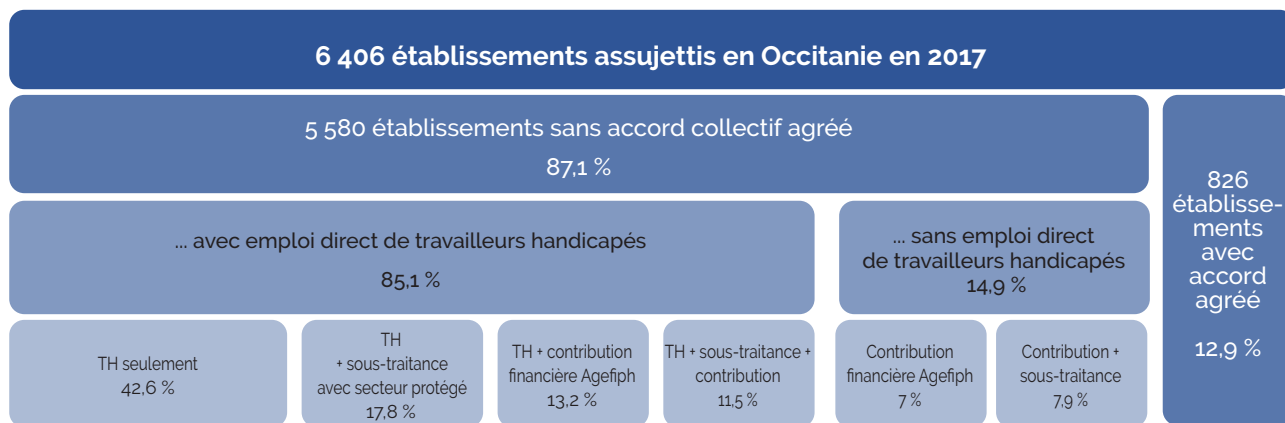 6 406 établissements assujettis en Occitanie en 2017
5 580 établissements sans accord collectif agréé
87,1 %
826
établisse-
ments
avec
accord
agréé
12,9 %
... avec emploi direct de travailleurs handicapés
85,1 %
... sans emploi direct
de travailleurs handicapés
14,9 %
TH seulement
42,6 %
TH
+ sous-traitance
avec secteur protégé
17,8 %
TH + contribution
financière Agefiph
13,2 %
TH + sous-traitance +
contribution
11,5 %
Contribution
financière Agefiph
7 %
Contribution +
sous-traitance
7,9 %